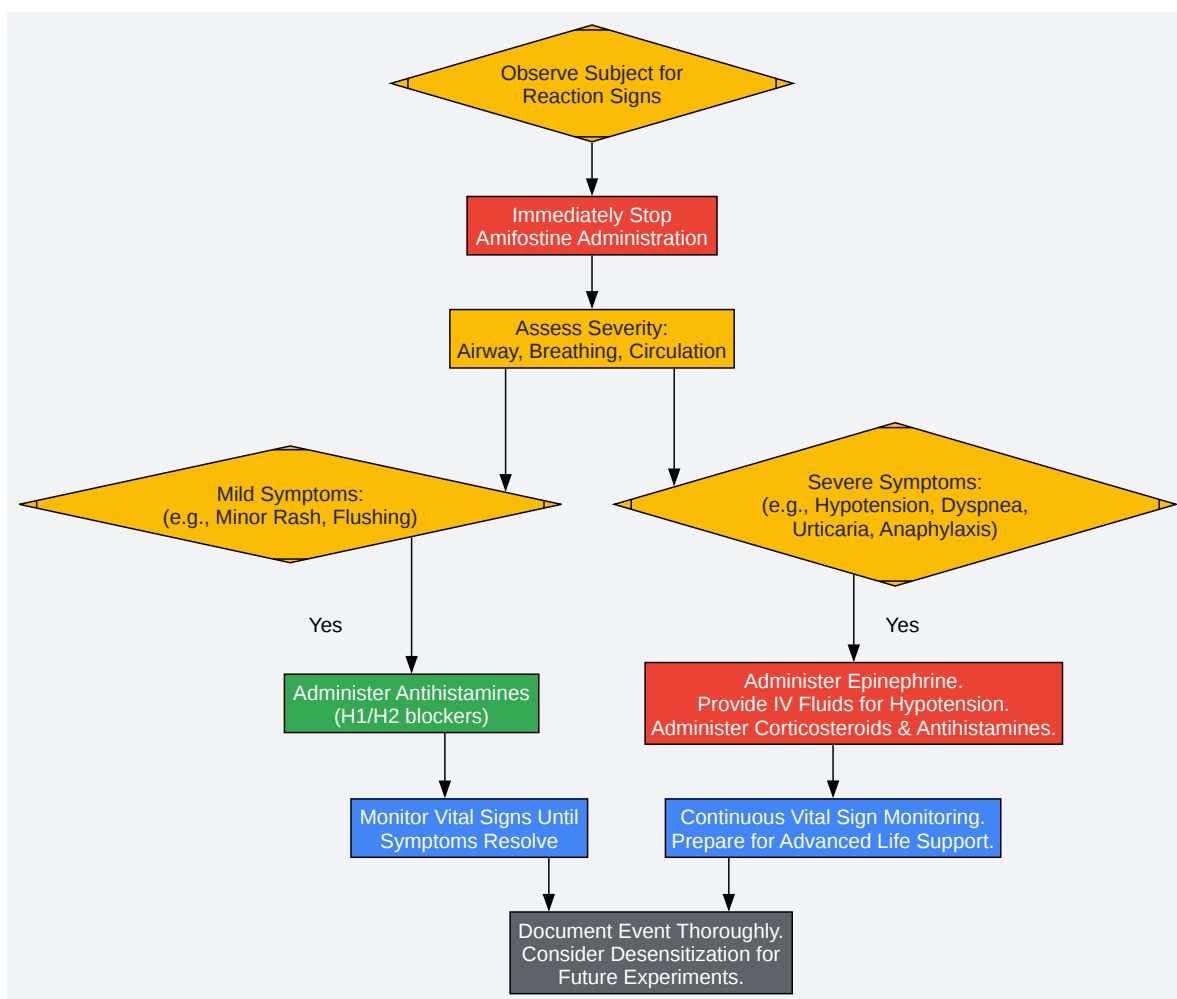 Observe Subject for
Reaction Signs
Immediately Stop
Amifostine Administration
Assess Severity:
Airway, Breathing, Circulation
Mild Symptoms:
(e.g., Minor Rash, Flushing)
Severe Symptoms:
(e.g., Hypotension, Dyspnea,
Urticaria, Anaphylaxis)
Yes
Yes
Administer Antihistamines
(H1/H2 blockers)
Administer Epinephrine.
Provide IV Fluids for Hypotension.
Administer Corticosteroids & Antihistamines.
Monitor Vital Signs Until
Symptoms Resolve
Continuous Vital Sign Monitoring.
Prepare for Advanced Life Support.
Document Event Thoroughly.
Consider Desensitization for
Future Experiments.